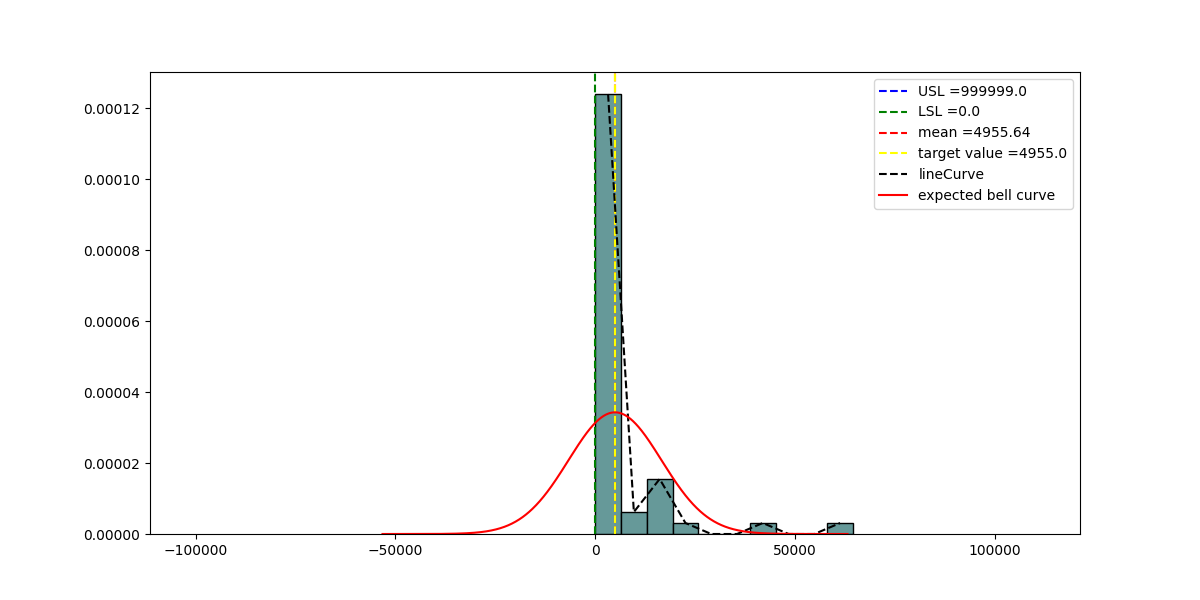 USL =999999.0
LSL =0.0
mean =4955.64
target value =4955.0
lineCurve
expected bell curve
0.00012
0.00010
0.00008
0.00006
0.00004
0.00002
0.00000
−100000 −50000 0 50000 100000